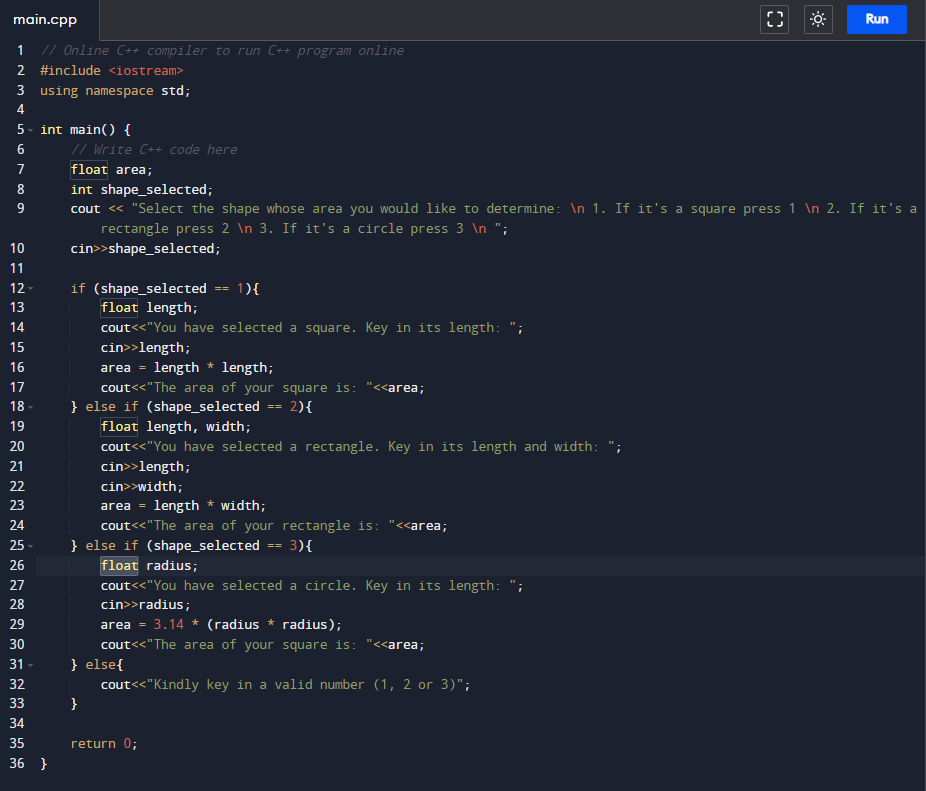 main.cpp
Run
1 // Online C++ compiler to run C++ program online
2 #include <iostream>
3 using namespace std;
4
5 int main() {
6     // Write C++ code here
7     float area;
8     int shape_selected;
9     cout << "Select the shape whose area you would like to determine: \n 1. If it's a square press 1 \n 2. If it's a
        rectangle press 2 \n 3. If it's a circle press 3 \n ";
10     cin>>shape_selected;
11
12     if (shape_selected == 1){
13         float length;
14         cout<<"You have selected a square. Key in its length: ";
15         cin>>length;
16         area = length * length;
17         cout<<"The area of your square is: "<<area;
18     } else if (shape_selected == 2){
19         float length, width;
20         cout<<"You have selected a rectangle. Key in its length and width: ";
21         cin>>length;
22         cin>>width;
23         area = length * width;
24         cout<<"The area of your rectangle is: "<<area;
25     } else if (shape_selected == 3){
26         float radius;
27         cout<<"You have selected a circle. Key in its length: ";
28         cin>>radius;
29         area = 3.14 * (radius * radius);
30         cout<<"The area of your square is: "<<area;
31     } else{
32         cout<<"Kindly key in a valid number (1, 2 or 3)";
33     }
34
35     return 0;
36 }